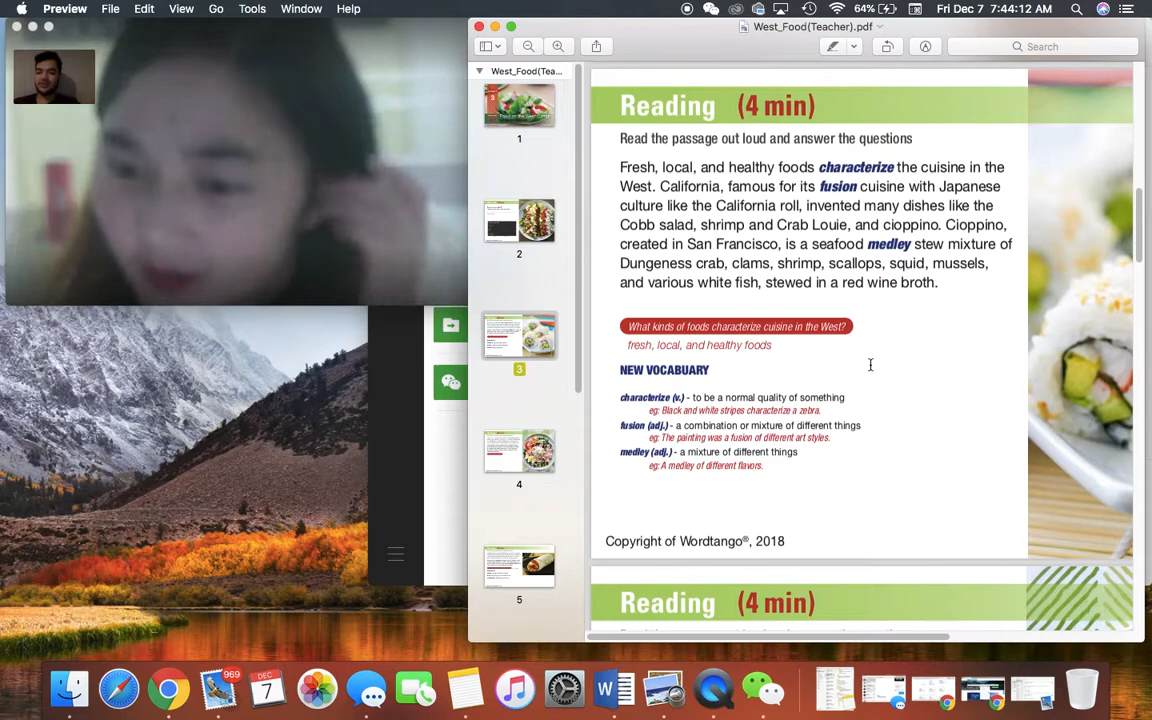 Preview File Edit View Go Tools Window Help
64% Fri Dec 7 7:44:12 AM
West_Food(Teacher).pdf
Search
West_Food(Tea...
1
2
3
4
5
Reading (4 min)
Read the passage out loud and answer the questions
Fresh, local, and healthy foods characterize the cuisine in the
West. California, famous for its fusion cuisine with Japanese
culture like the California roll, invented many dishes like the
Cobb salad, shrimp and Crab Louie, and cioppino. Cioppino,
created in San Francisco, is a seafood medley stew mixture of
Dungeness crab, clams, shrimp, scallops, squid, mussels,
and various white fish, stewed in a red wine broth.
What kinds of foods characterize cuisine in the West?
fresh, local, and healthy foods
NEW VOCABUARY
characterize (v.) - to be a normal quality of something
eg: Black and white stripes characterize a zebra.
fusion (adj.) - a combination or mixture of different things
eg: The painting was a fusion of different art styles.
medley (adj.) - a mixture of different things
eg: A medley of different flavors.
Copyright of Wordtango®, 2018
Reading (4 min)
969
DEC
7
W